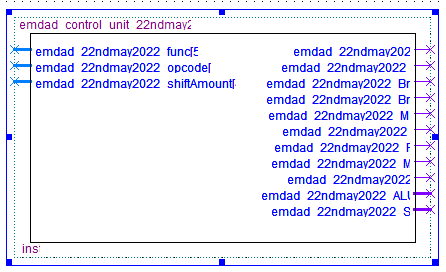 emdad control unit 22ndmay2
emdad 22ndmay2022 func[5
emdad 22ndmay2022 opcode[
emdad 22ndmay2022 shiftAmount[
emdad 22ndmay202
emdad 22ndmay2022
emdad 22ndmay2022 Br
emdad 22ndmay2022 Br
emdad 22ndmay2022 M
emdad 22ndmay2022
emdad 22ndmay2022 F
emdad 22ndmay2022 M
emdad 22ndmay2022
emdad 22ndmay2022 ALU
emdad 22ndmay2022 S
ins